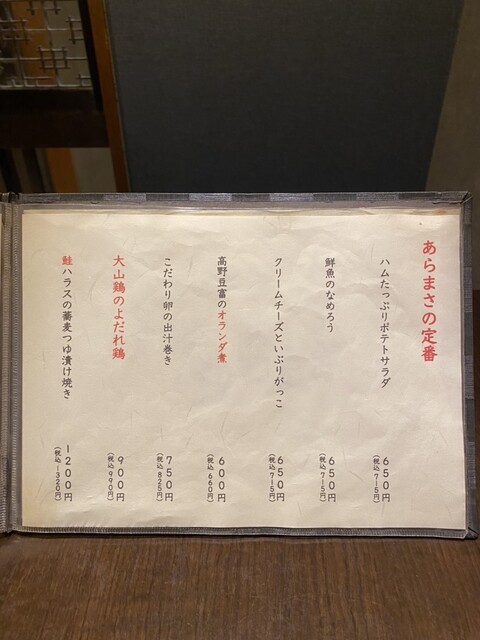 あらまさの定番
ハムたっぷりポテトサラダ
650円
(税込715円)
鮮魚のなめろう
650円
(税込715円)
クリームチーズといぶりがっこ
650円
(税込715円)
高野豆富のオランダ煮
600円
(税込660円)
こだわり卵の出汁巻き
750円
(税込825円)
大山鶏のよだれ鶏
900円
(税込990円)
鮭ハラスの蕎麦つゆ漬け焼き
1200円
(税込1320円)